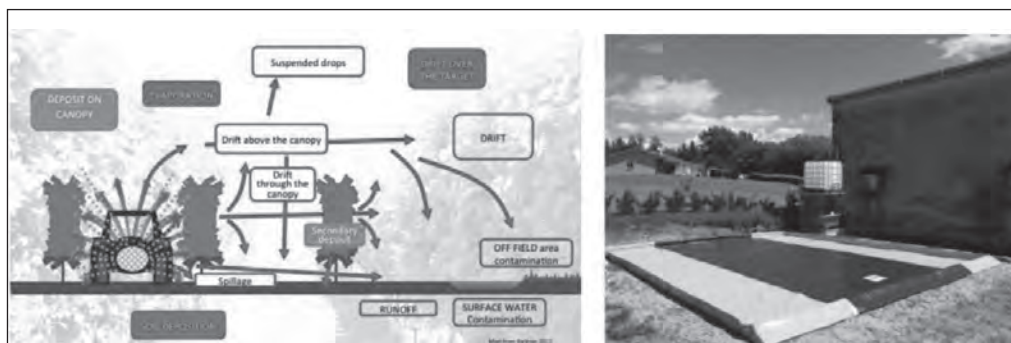 Suspended drops
DRIFT OVER
THE TARGET
DEPOSIT ON
CANOPY
EVAPORATION
Drift above the canopy
DRIFT
Drift
through the
canopy
Secondary
deposit
OFF FIELD area
contamination
Spillage
RUNOFF
SURFACE WATER
Contamination
SOIL DEPOSITION